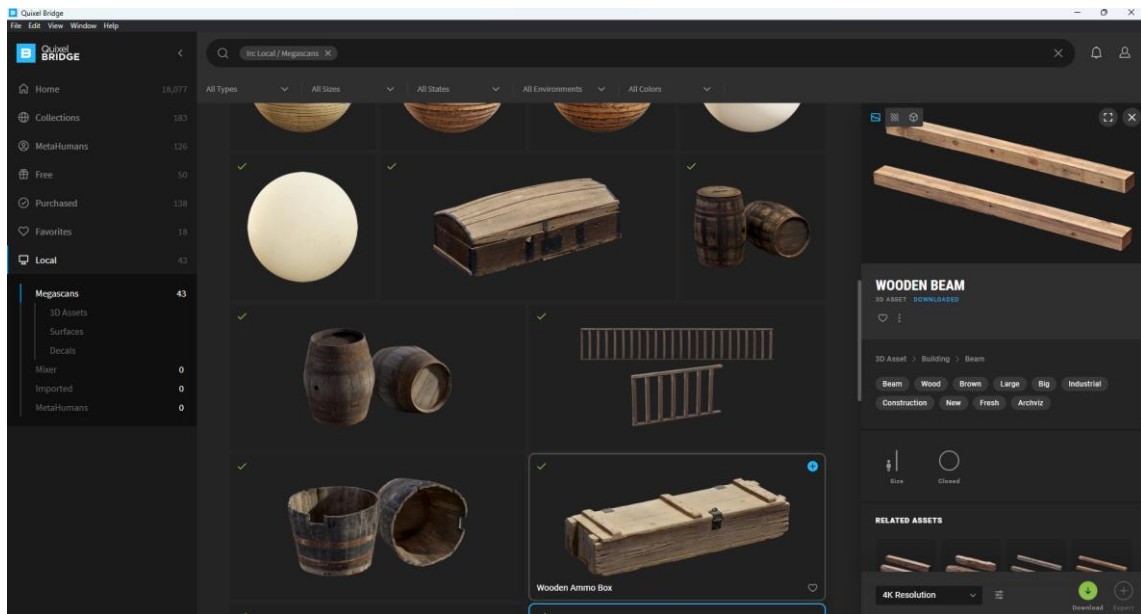 Quixel Bridge
File Edit View Window Help
Quixel
BRIDGE
In: Local / Megascans
Home 18,077
Collections 183
MetaHumans 126
Free 50
Purchased 138
Favorites 18
Local 43
Megascans 43
3D Assets
Surfaces
Decals
Mixer 0
Imported 0
MetaHumans 0
All Types All Sizes All States All Environments All Colors
Wooden Ammo Box
WOODEN BEAM
3D ASSET DOWNLOADED
3D Asset > Building > Beam
Beam Wood Brown Large Big Industrial
Construction New Fresh Archviz
Size Closed
RELATED ASSETS
4K Resolution
Download Export